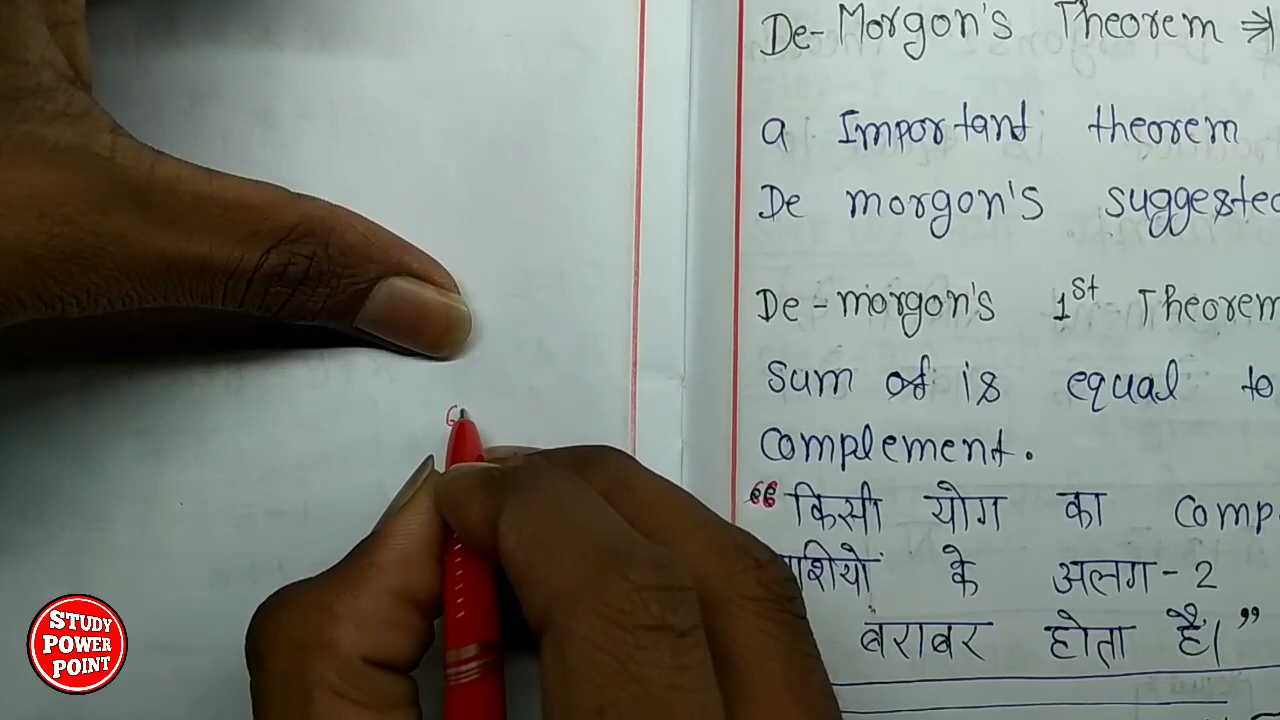 De-Morgon's Theorem ⇒
a Important theorem
De morgon's suggested
De-morgon's 1st Theorem
Sum of is equal to
complement.
“किसी योग का Comp
राशियों के अलग-2
बराबर होता है।”
STUDY
POWER
POINT